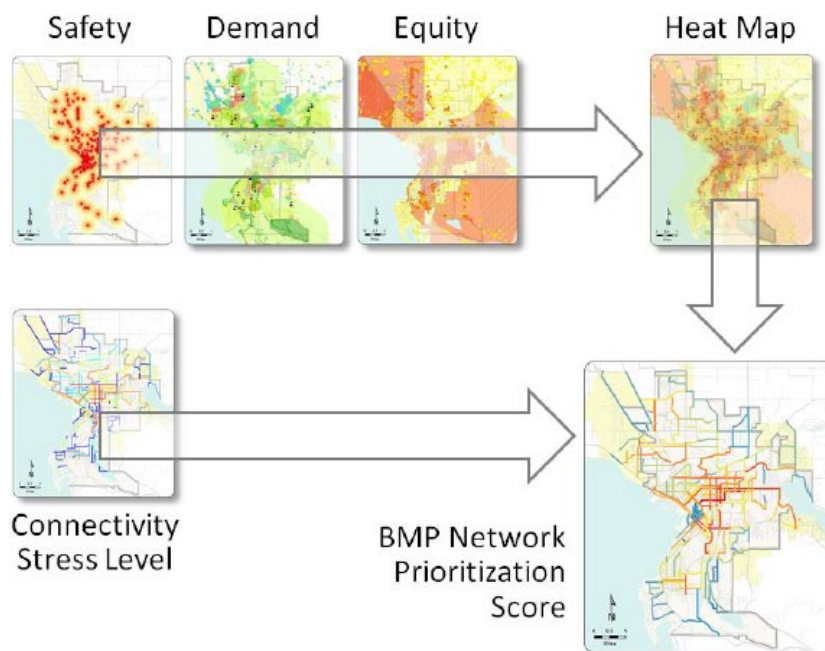 Safety
Demand
Equity
Heat Map
Connectivity
Stress Level
BMP Network
Prioritization
Score